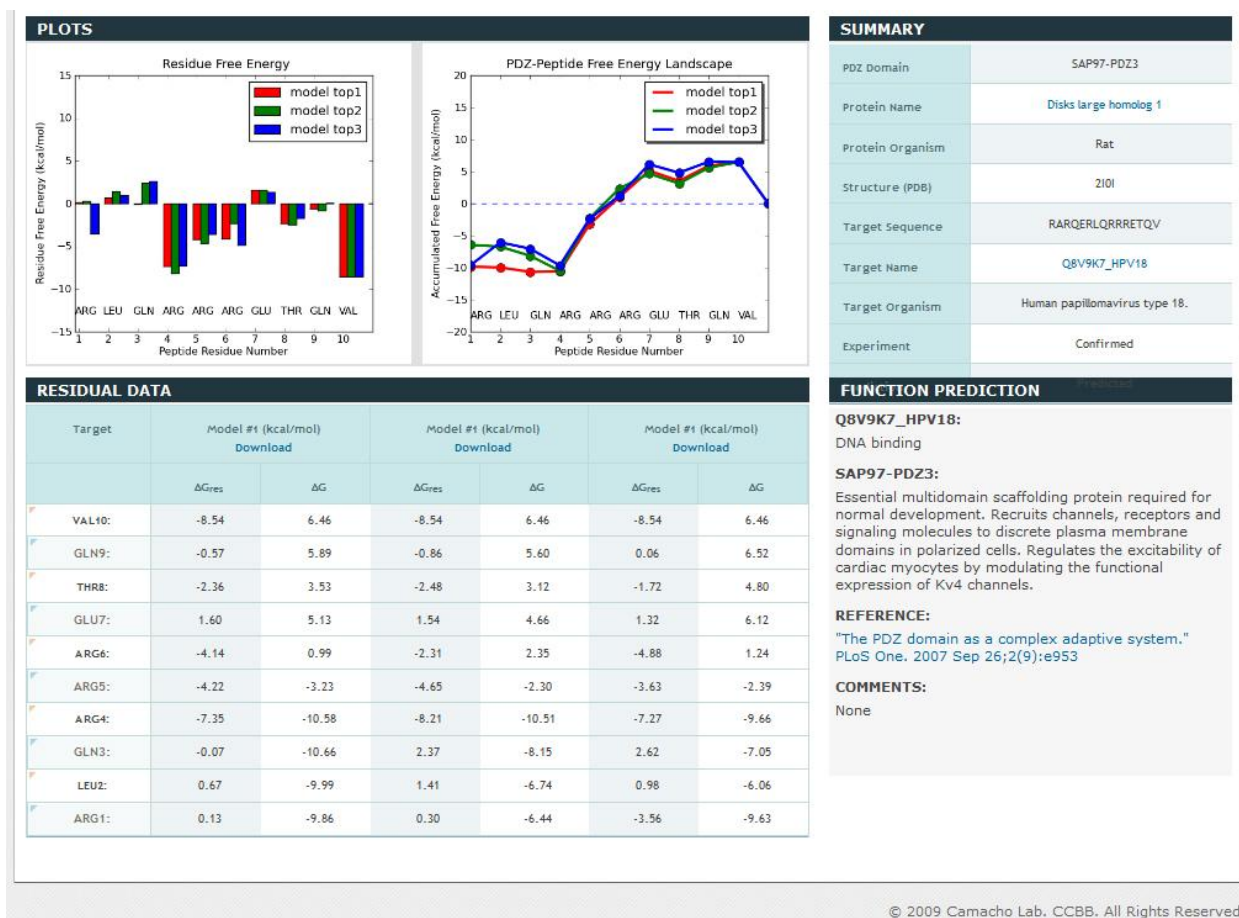 PLOTS
Residue Free Energy
15
10
5
0
−5
−10
−15
Residue Free Energy (kcal/mol)
model top1
model top2
model top3
ARG LEU GLN ARG ARG ARG GLU THR GLN VAL
1 2 3 4 5 6 7 8 9 10
Peptide Residue Number
PDZ-Peptide Free Energy Landscape
20
15
10
5
0
−5
−10
−15
−20
Accumulated Free Energy (kcal/mol)
model top1
model top2
model top3
ARG LEU GLN ARG ARG ARG GLU THR GLN VAL
1 2 3 4 5 6 7 8 9 10
Peptide Residue Number
SUMMARY
PDZ Domain SAP97-PDZ3
Protein Name Disks large homolog 1
Protein Organism Rat
Structure (PDB) 2I0I
Target Sequence RARQERLQRRRETQV
Target Name Q8V9K7_HPV18
Target Organism Human papillomavirus type 18.
Experiment Confirmed
Predicted
RESIDUAL DATA
Target Model #1 (kcal/mol) Model #1 (kcal/mol) Model #1 (kcal/mol)
Download Download Download
ΔGres ΔG ΔGres ΔG ΔGres ΔG
VAL10: -8.54 6.46 -8.54 6.46 -8.54 6.46
GLN9: -0.57 5.89 -0.86 5.60 0.06 6.52
THR8: -2.36 3.53 -2.48 3.12 -1.72 4.80
GLU7: 1.60 5.13 1.54 4.66 1.32 6.12
ARG6: -4.14 0.99 -2.31 2.35 -4.88 1.24
ARG5: -4.22 -3.23 -4.65 -2.30 -3.63 -2.39
ARG4: -7.35 -10.58 -8.21 -10.51 -7.27 -9.66
GLN3: -0.07 -10.66 2.37 -8.15 2.62 -7.05
LEU2: 0.67 -9.99 1.41 -6.74 0.98 -6.06
ARG1: 0.13 -9.86 0.30 -6.44 -3.56 -9.63
FUNCTION PREDICTION
Q8V9K7_HPV18:
DNA binding
SAP97-PDZ3:
Essential multidomain scaffolding protein required for
normal development. Recruits channels, receptors and
signaling molecules to discrete plasma membrane
domains in polarized cells. Regulates the excitability of
cardiac myocytes by modulating the functional
expression of Kv4 channels.
REFERENCE:
"The PDZ domain as a complex adaptive system."
PLoS One. 2007 Sep 26;2(9):e953
COMMENTS:
None
© 2009 Camacho Lab. CCBB. All Rights Reserved